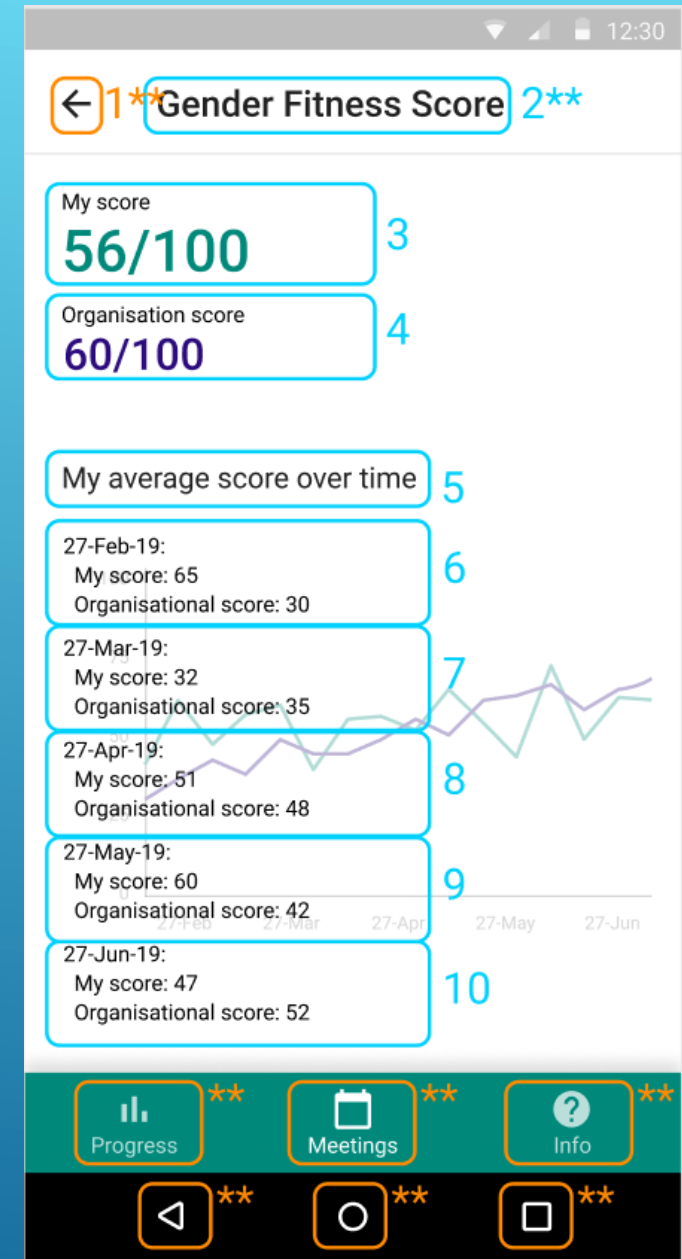 12:30
1** Gender Fitness Score 2**
My score
56/100 3
Organisation score
60/100 4
My average score over time 5
27-Feb-19:
My score: 65 6
Organisational score: 30
27-Mar-19:
75
My score: 32 7
Organisational score: 35
50
27-Apr-19:
My score: 51 8
25
Organisational score: 48
27-May-19:
My score: 60 9
0
Organisational score: 42
27-Feb 27-Mar 27-Apr 27-May 27-Jun
27-Jun-19:
My score: 47 10
Organisational score: 52
** ** **
Progress Meetings Info
** ** **